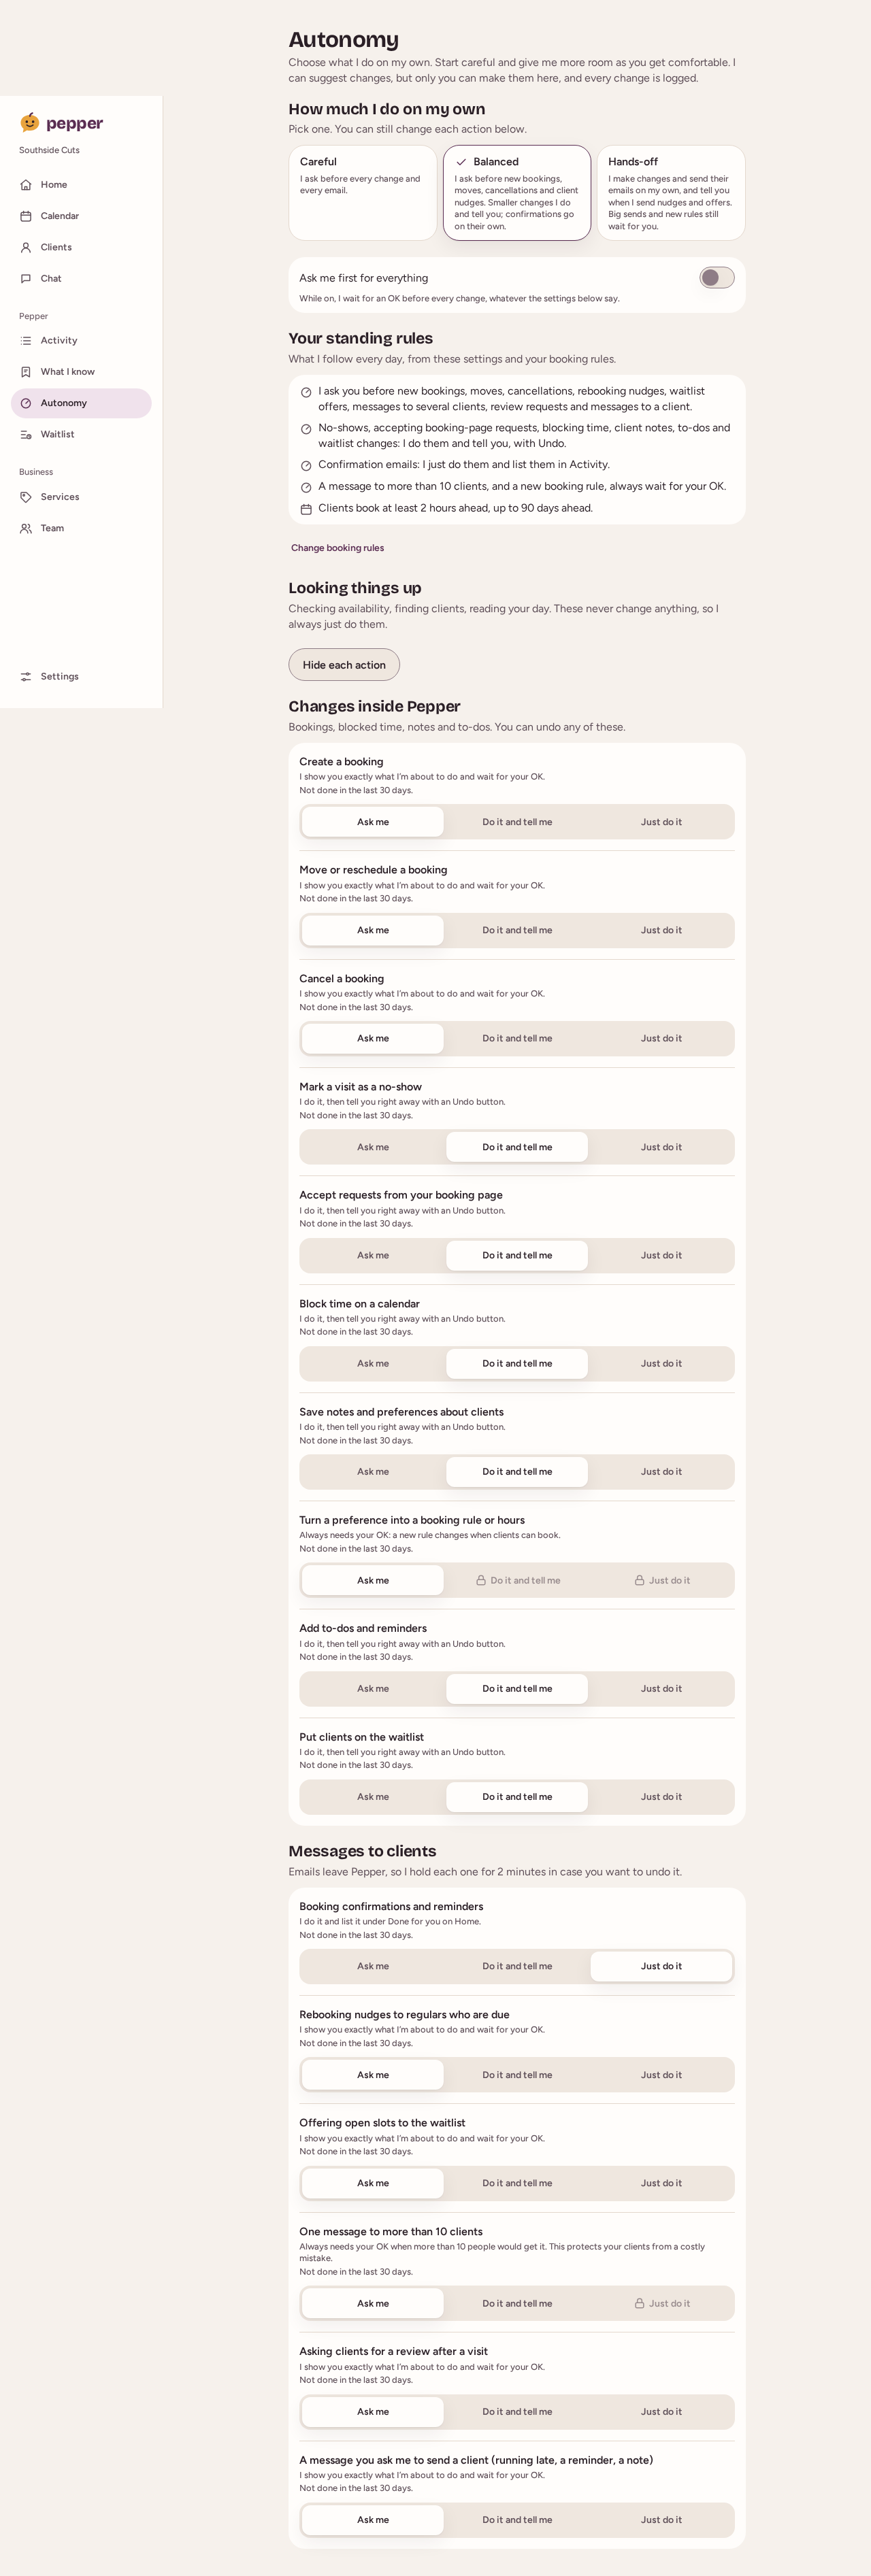 pepper
Southside Cuts
Home
Calendar
Clients
Chat
Pepper
Activity
What I know
Autonomy
Waitlist
Business
Services
Team
Settings
Autonomy
Choose what I do on my own. Start careful and give me more room as you get comfortable. I
can suggest changes, but only you can make them here, and every change is logged.
How much I do on my own
Pick one. You can still change each action below.
Careful
I ask before every change and
every email.
Balanced
I ask before new bookings,
moves, cancellations and client
nudges. Smaller changes I do
and tell you; confirmations go
on their own.
Hands-off
I make changes and send their
emails on my own, and tell you
when I send nudges and offers.
Big sends and new rules still
wait for you.
Ask me first for everything
While on, I wait for an OK before every change, whatever the settings below say.
Your standing rules
What I follow every day, from these settings and your booking rules.
I ask you before new bookings, moves, cancellations, rebooking nudges, waitlist
offers, messages to several clients, review requests and messages to a client.
No-shows, accepting booking-page requests, blocking time, client notes, to-dos and
waitlist changes: I do them and tell you, with Undo.
Confirmation emails: I just do them and list them in Activity.
A message to more than 10 clients, and a new booking rule, always wait for your OK.
Clients book at least 2 hours ahead, up to 90 days ahead.
Change booking rules
Looking things up
Checking availability, finding clients, reading your day. These never change anything, so I
always just do them.
Hide each action
Changes inside Pepper
Bookings, blocked time, notes and to-dos. You can undo any of these.
Create a booking
I show you exactly what I'm about to do and wait for your OK.
Not done in the last 30 days.
Ask me Do it and tell me Just do it
Move or reschedule a booking
I show you exactly what I'm about to do and wait for your OK.
Not done in the last 30 days.
Ask me Do it and tell me Just do it
Cancel a booking
I show you exactly what I'm about to do and wait for your OK.
Not done in the last 30 days.
Ask me Do it and tell me Just do it
Mark a visit as a no-show
I do it, then tell you right away with an Undo button.
Not done in the last 30 days.
Ask me Do it and tell me Just do it
Accept requests from your booking page
I do it, then tell you right away with an Undo button.
Not done in the last 30 days.
Ask me Do it and tell me Just do it
Block time on a calendar
I do it, then tell you right away with an Undo button.
Not done in the last 30 days.
Ask me Do it and tell me Just do it
Save notes and preferences about clients
I do it, then tell you right away with an Undo button.
Not done in the last 30 days.
Ask me Do it and tell me Just do it
Turn a preference into a booking rule or hours
Always needs your OK: a new rule changes when clients can book.
Not done in the last 30 days.
Ask me Do it and tell me Just do it
Add to-dos and reminders
I do it, then tell you right away with an Undo button.
Not done in the last 30 days.
Ask me Do it and tell me Just do it
Put clients on the waitlist
I do it, then tell you right away with an Undo button.
Not done in the last 30 days.
Ask me Do it and tell me Just do it
Messages to clients
Emails leave Pepper, so I hold each one for 2 minutes in case you want to undo it.
Booking confirmations and reminders
I do it and list it under Done for you on Home.
Not done in the last 30 days.
Ask me Do it and tell me Just do it
Rebooking nudges to regulars who are due
I show you exactly what I'm about to do and wait for your OK.
Not done in the last 30 days.
Ask me Do it and tell me Just do it
Offering open slots to the waitlist
I show you exactly what I'm about to do and wait for your OK.
Not done in the last 30 days.
Ask me Do it and tell me Just do it
One message to more than 10 clients
Always needs your OK when more than 10 people would get it. This protects your clients from a costly
mistake.
Not done in the last 30 days.
Ask me Do it and tell me Just do it
Asking clients for a review after a visit
I show you exactly what I'm about to do and wait for your OK.
Not done in the last 30 days.
Ask me Do it and tell me Just do it
A message you ask me to send a client (running late, a reminder, a note)
I show you exactly what I'm about to do and wait for your OK.
Not done in the last 30 days.
Ask me Do it and tell me Just do it